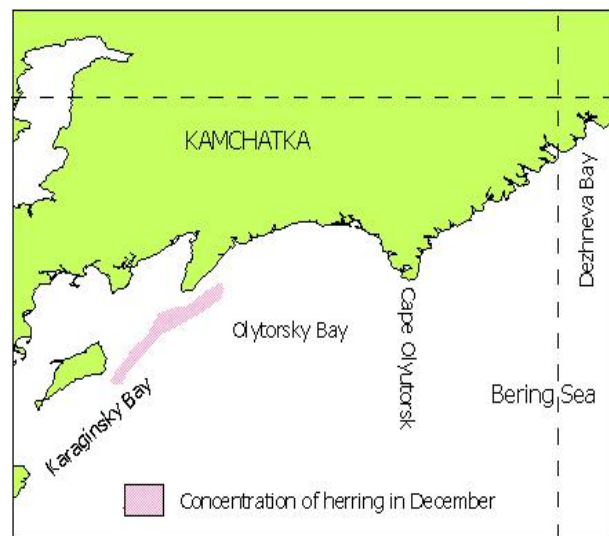 KAMCHATKA
Dezhneva Bay
Olytorsky Bay
Cape Olyutorsk
Bering Sea
Karaginsky Bay
Concentration of herring in December